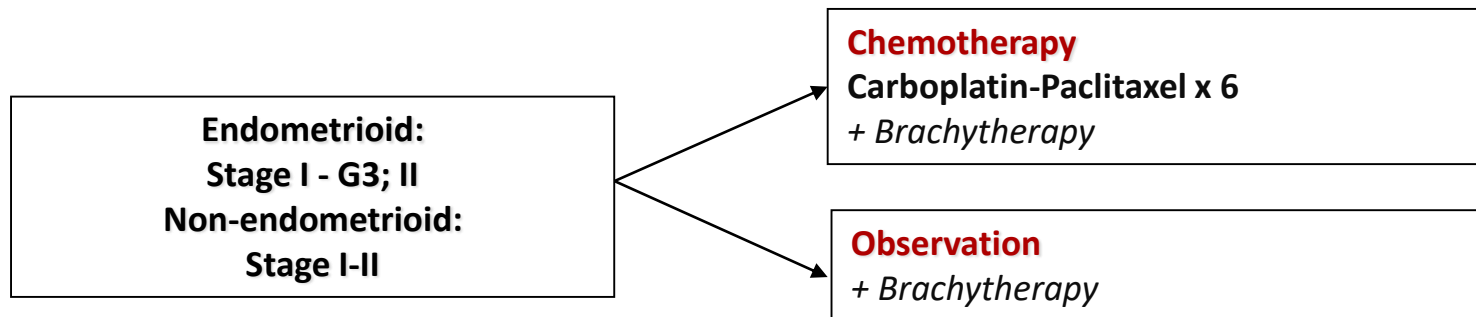 Endometrioid:
Stage I - G3; II
Non-endometrioid:
Stage I-II
Chemotherapy
Carboplatin-Paclitaxel x 6
+ Brachytherapy
Observation
+ Brachytherapy